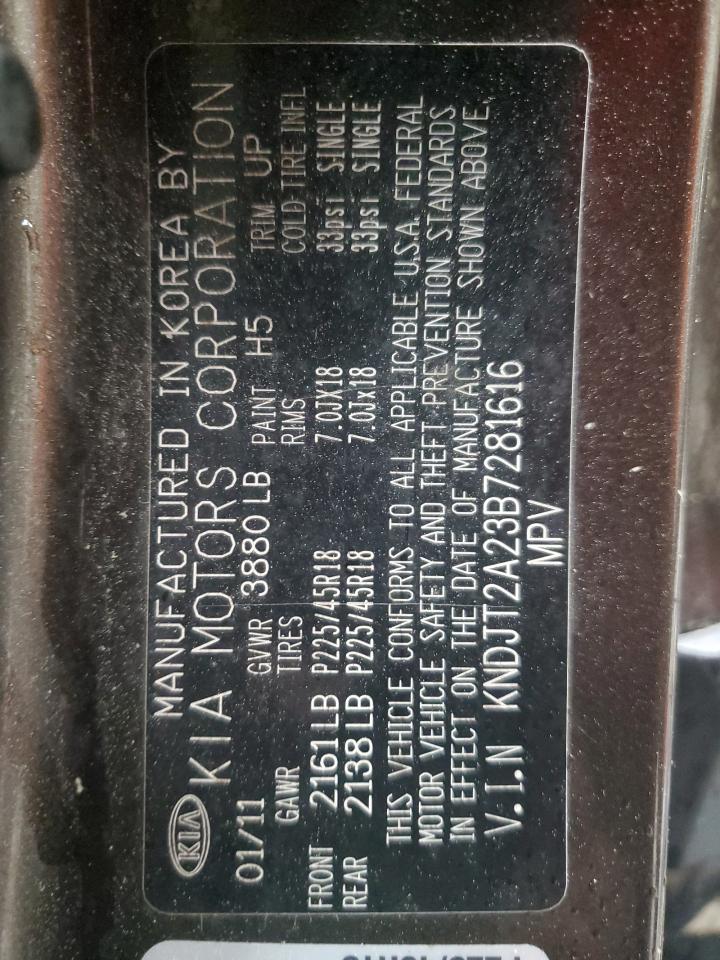 KIA MANUFACTURED IN KOREA BY
KIA MOTORS CORPORATION
01/11 GVWR 3880 LB PAINT H5 TRIM UP
GAWR TIRES RIMS COLD TIRE INFL
FRONT 2161 LB P225/45R18 7.0JX18 33psi SINGLE
REAR 2138 LB P225/45R18 7.0Jx18 33psi SINGLE
THIS VEHICLE CONFORMS TO ALL APPLICABLE U.S.A. FEDERAL
MOTOR VEHICLE SAFETY AND THEFT PREVENTION STANDARDS
IN EFFECT ON THE DATE OF MANUFACTURE SHOWN ABOVE.
V.I.N KNDJT2A23B7281616
MPV